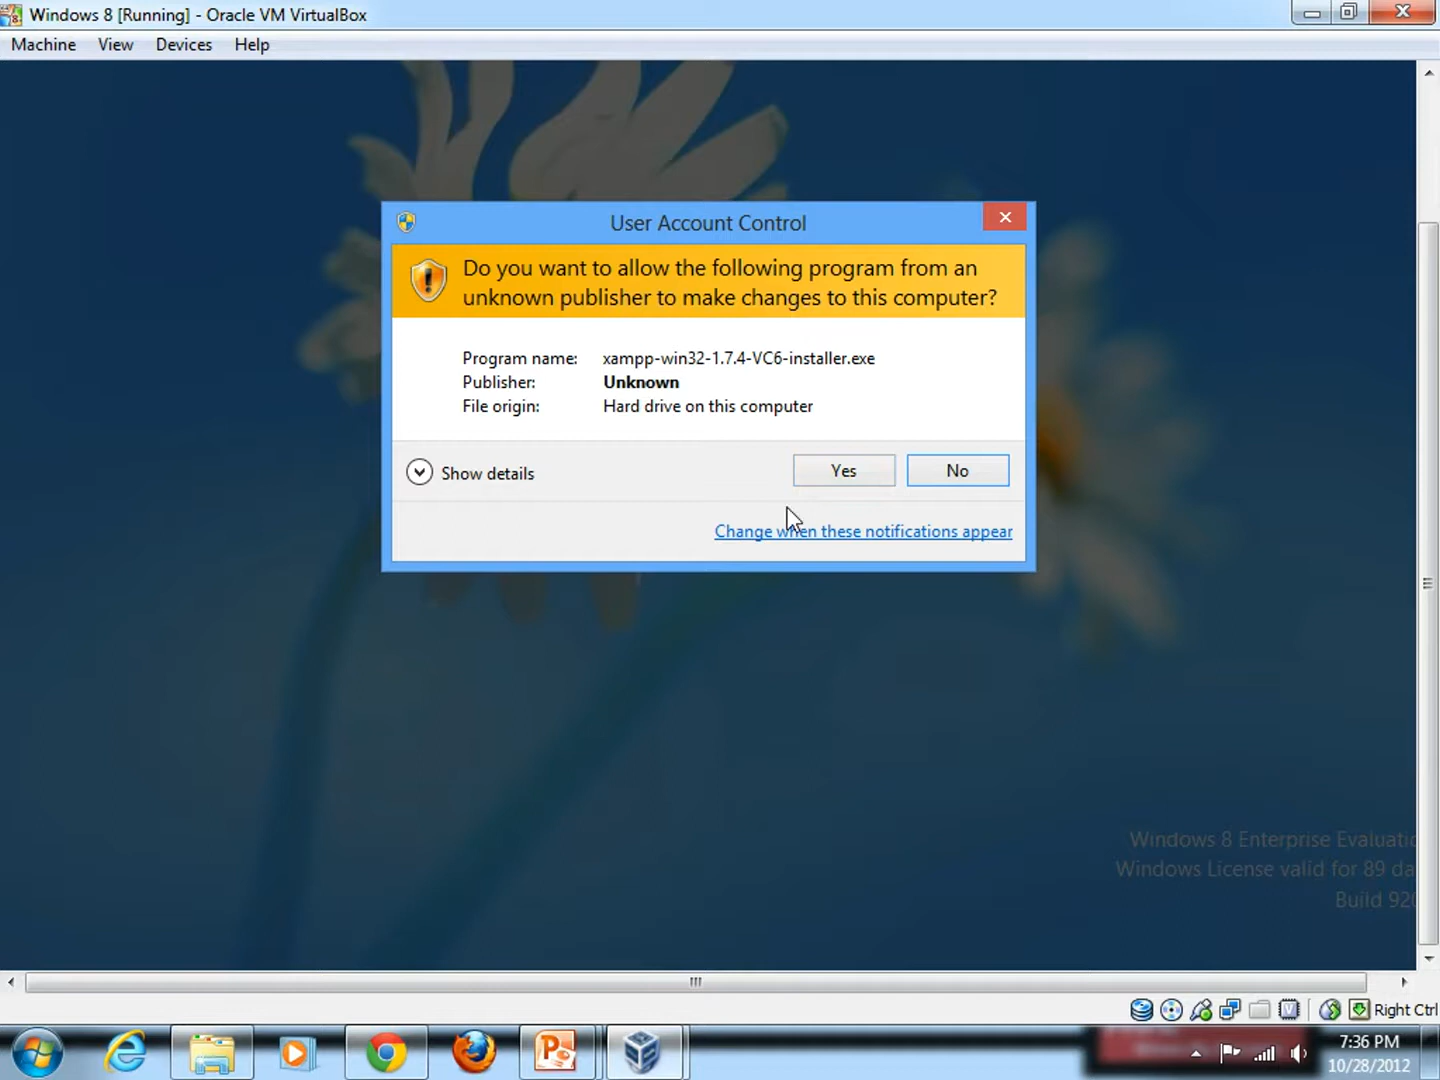 Windows 8 [Running] - Oracle VM VirtualBox
Machine View Devices Help
User Account Control
Do you want to allow the following program from an
unknown publisher to make changes to this computer?
Program name: xampp-win32-1.7.4-VC6-installer.exe
Publisher: Unknown
File origin: Hard drive on this computer
Show details
Yes
No
Change when these notifications appear
Windows 8 Enterprise Evaluatic
Windows License valid for 89 da
Build 920
Right Ctrl
7:36 PM
10/28/2012